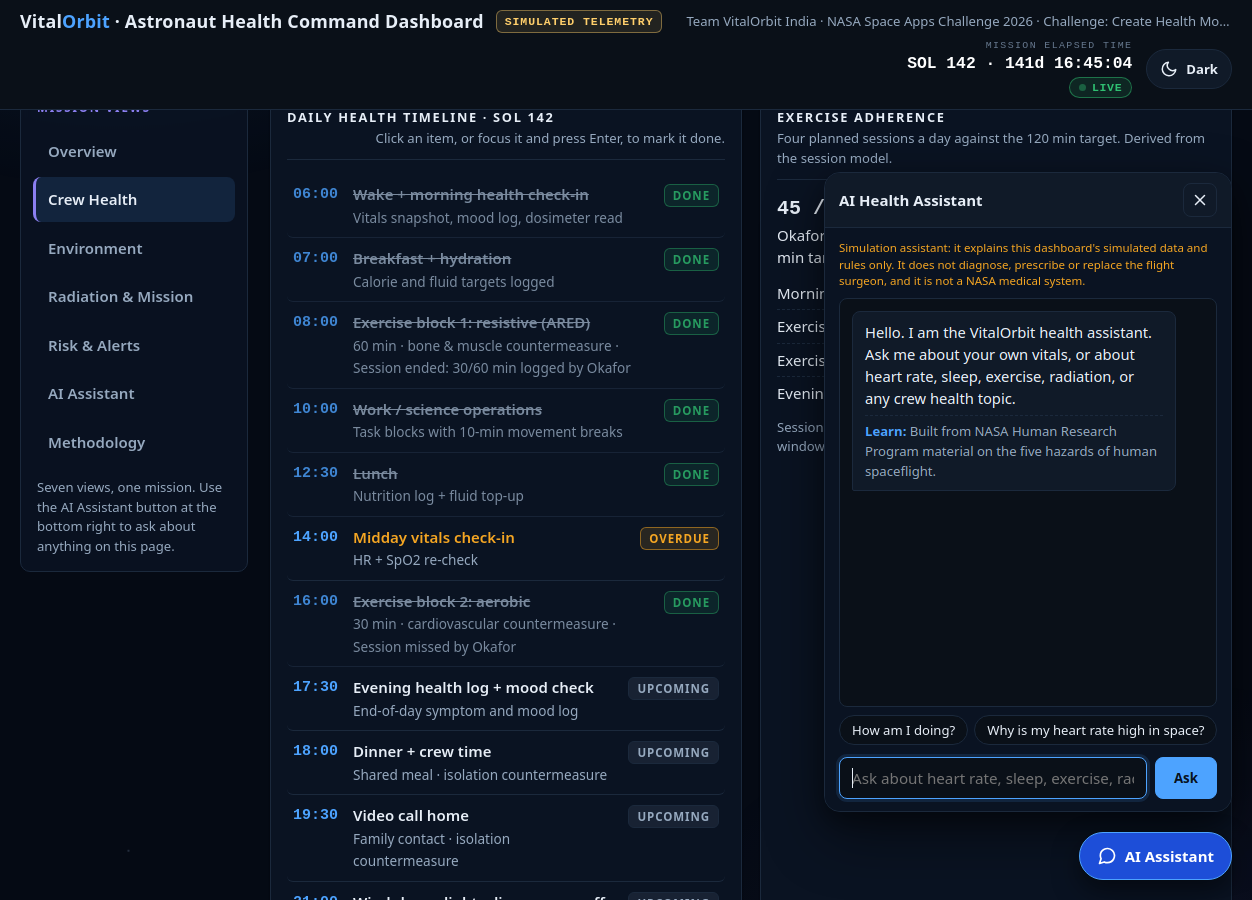 VitalOrbit · Astronaut Health Command Dashboard
SIMULATED TELEMETRY
Team VitalOrbit India · NASA Space Apps Challenge 2026 · Challenge: Create Health Mo...
MISSION ELAPSED TIME
SOL 142 · 141d 16:45:04
LIVE
Dark
MISSION VIEWS
Overview
Crew Health
Environment
Radiation & Mission
Risk & Alerts
AI Assistant
Methodology
Seven views, one mission. Use
the AI Assistant button at the
bottom right to ask about
anything on this page.
DAILY HEALTH TIMELINE · SOL 142
Click an item, or focus it and press Enter, to mark it done.
06:00 Wake + morning health check-in DONE
Vitals snapshot, mood log, dosimeter read
07:00 Breakfast + hydration DONE
Calorie and fluid targets logged
08:00 Exercise block 1: resistive (ARED) DONE
60 min · bone & muscle countermeasure ·
Session ended: 30/60 min logged by Okafor
10:00 Work / science operations DONE
Task blocks with 10-min movement breaks
12:30 Lunch DONE
Nutrition log + fluid top-up
14:00 Midday vitals check-in OVERDUE
HR + SpO2 re-check
16:00 Exercise block 2: aerobic DONE
30 min · cardiovascular countermeasure ·
Session missed by Okafor
17:30 Evening health log + mood check UPCOMING
End-of-day symptom and mood log
18:00 Dinner + crew time UPCOMING
Shared meal · isolation countermeasure
19:30 Video call home UPCOMING
Family contact · isolation
countermeasure
EXERCISE ADHERENCE
Four planned sessions a day against the 120 min target. Derived from
the session model.
45 /
Okafor
min
Session
window
AI Health Assistant
Simulation assistant: it explains this dashboard's simulated data and
rules only. It does not diagnose, prescribe or replace the flight
surgeon, and it is not a NASA medical system.
Hello. I am the VitalOrbit health assistant.
Ask me about your own vitals, or about
heart rate, sleep, exercise, radiation, or
any crew health topic.
Learn: Built from NASA Human Research
Program material on the five hazards of human
spaceflight.
How am I doing?
Why is my heart rate high in space?
Ask about heart rate, sleep, exercise,
Ask
AI Assistant